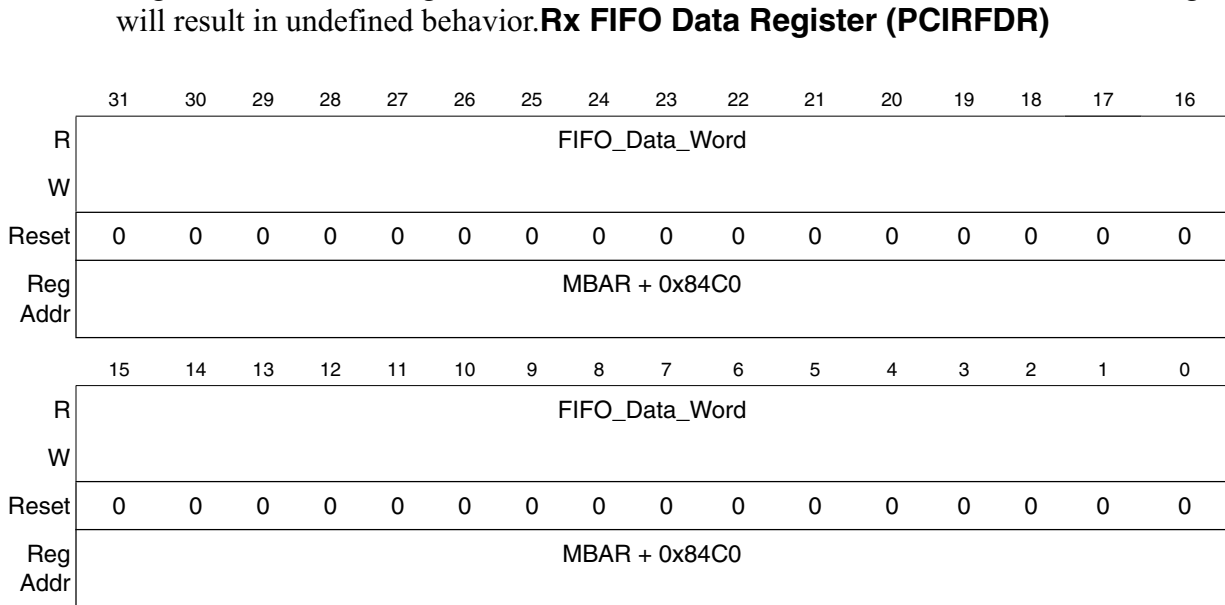 will result in undefined behavior.Rx FIFO Data Register (PCIRFDR)
31 30 29 28 27 26 25 24 23 22 21 20 19 18 17 16
R FIFO_Data_Word
W
Reset 0 0 0 0 0 0 0 0 0 0 0 0 0 0 0 0
Reg MBAR + 0x84C0
Addr
15 14 13 12 11 10 9 8 7 6 5 4 3 2 1 0
R FIFO_Data_Word
W
Reset 0 0 0 0 0 0 0 0 0 0 0 0 0 0 0 0
Reg MBAR + 0x84C0
Addr